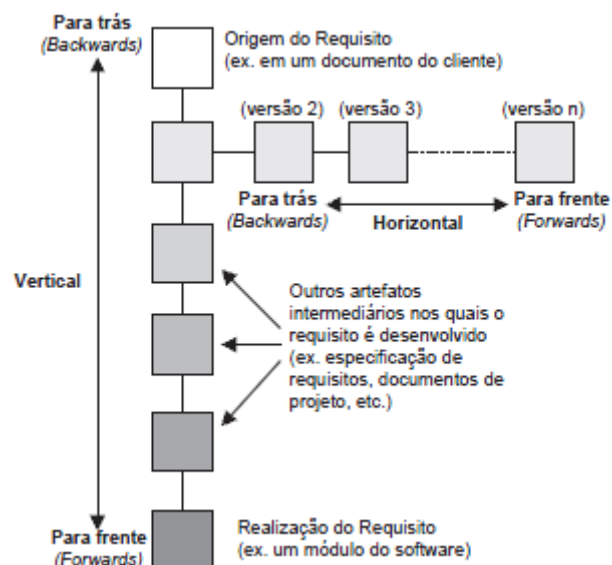 Para trás
(Backwards)
Origem do Requisito
(ex. em um documento do cliente)
(versão 2)
(versão 3)
(versão n)
Para trás
(Backwards)
Horizontal
Para frente
(Forwards)
Vertical
Outros artefatos
intermediários nos quais o
requisito é desenvolvido
(ex. especificação de
requisitos, documentos de
projeto, etc.)
Para frente
(Forwards)
Realização do Requisito
(ex. um módulo do software)